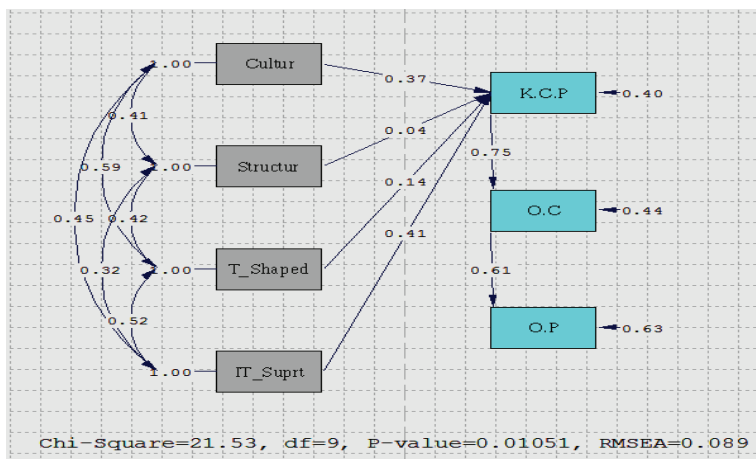 1.00 Cultur
0.37
K.C.P 0.40
0.41
0.04
0.75
0.59 1.00 Structur
0.14
0.45 0.42
O.C 0.44
0.41
0.32 1.00 T_Shaped
0.61
0.52
O.P 0.63
1.00 IT_Suprt
Chi-Square=21.53, df=9, P-value=0.01051, RMSEA=0.089